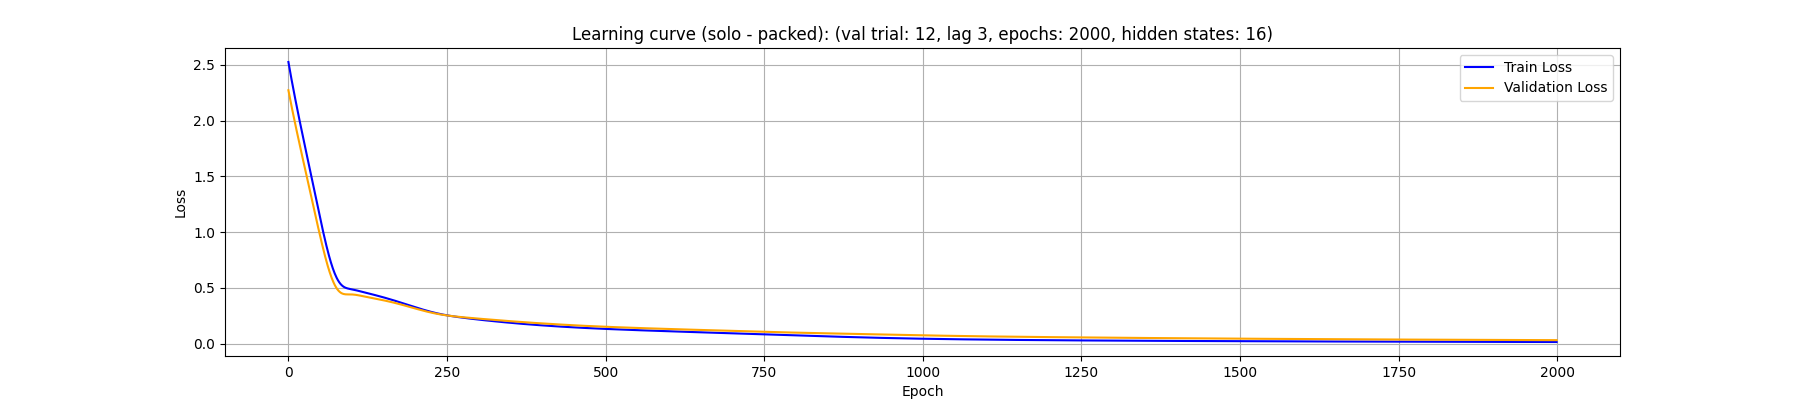 Learning curve (solo - packed): (val trial: 12, lag 3, epochs: 2000, hidden states: 16)
Train Loss
Validation Loss
2.5
2.0
1.5
1.0
0.5
0.0
Loss
0 250 500 750 1000 1250 1500 1750 2000
Epoch